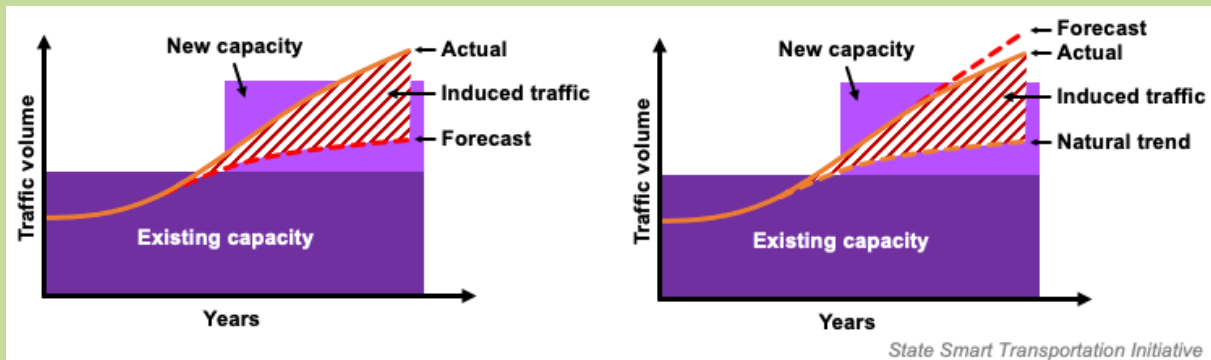 New capacity
Actual
Induced traffic
Forecast
Traffic volume
Existing capacity
Years
Forecast
New capacity
Actual
Induced traffic
Natural trend
Traffic volume
Existing capacity
Years
State Smart Transportation Initiative